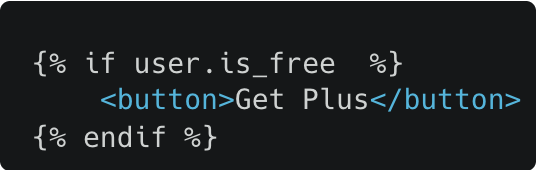 {% if user.is_free  %}
    <button>Get Plus</button>
{% endif %}